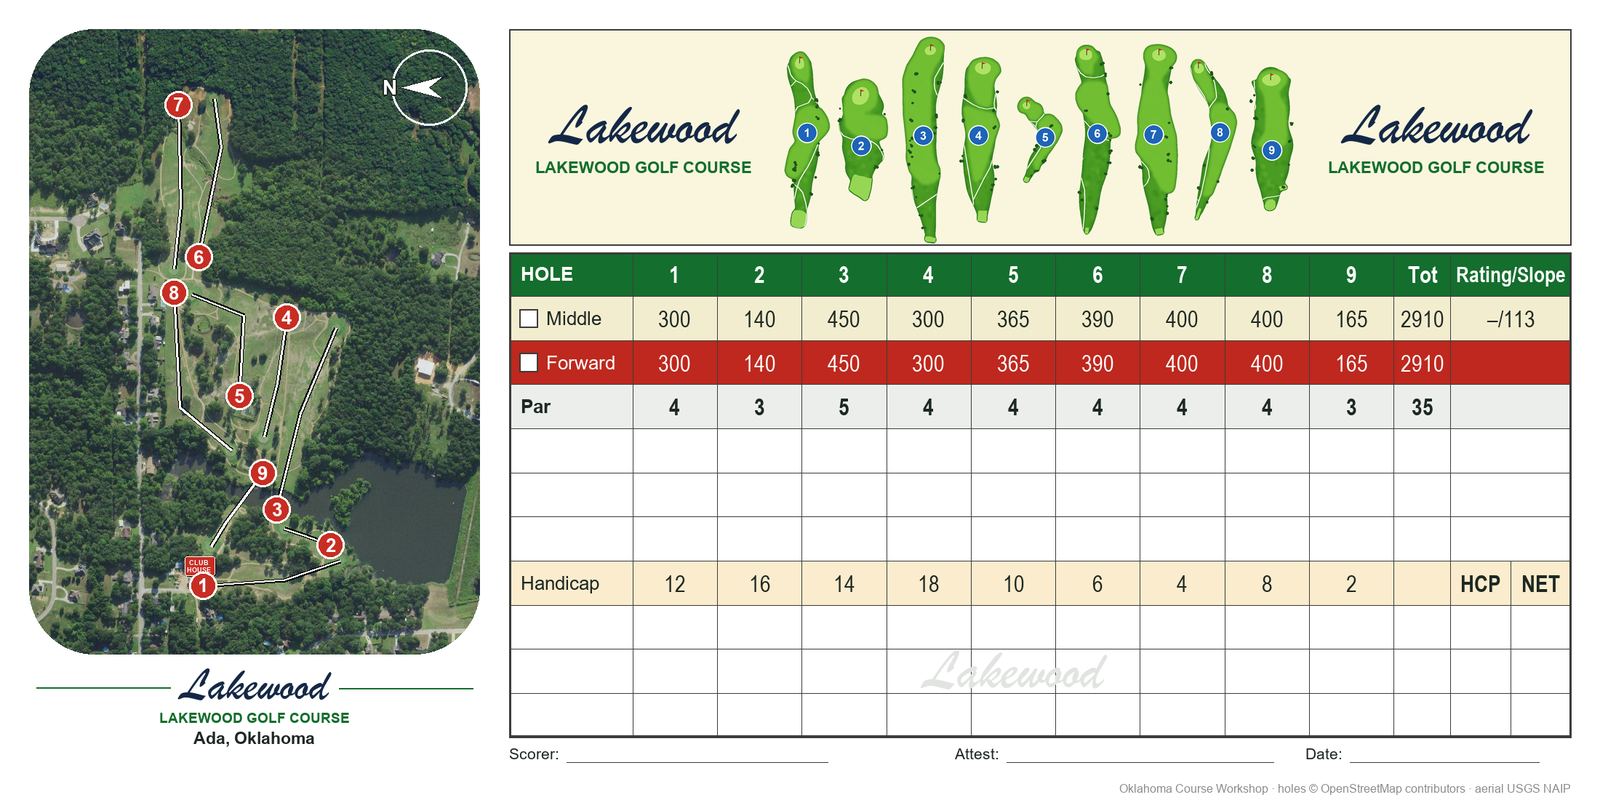 7
N
6
8
4
5
9
3
2
CLUB
HOUSE
1
Lakewood
LAKEWOOD GOLF COURSE
Ada, Oklahoma
Lakewood
LAKEWOOD GOLF COURSE
1 2 3 4 5 6 7 8 9
Lakewood
LAKEWOOD GOLF COURSE
HOLE 1 2 3 4 5 6 7 8 9 Tot Rating/Slope
Middle 300 140 450 300 365 390 400 400 165 2910 –/113
Forward 300 140 450 300 365 390 400 400 165 2910
Par 4 3 5 4 4 4 4 4 3 35
Handicap 12 16 14 18 10 6 4 8 2 HCP NET
Lakewood
Scorer: Attest: Date:
Oklahoma Course Workshop · holes © OpenStreetMap contributors · aerial USGS NAIP